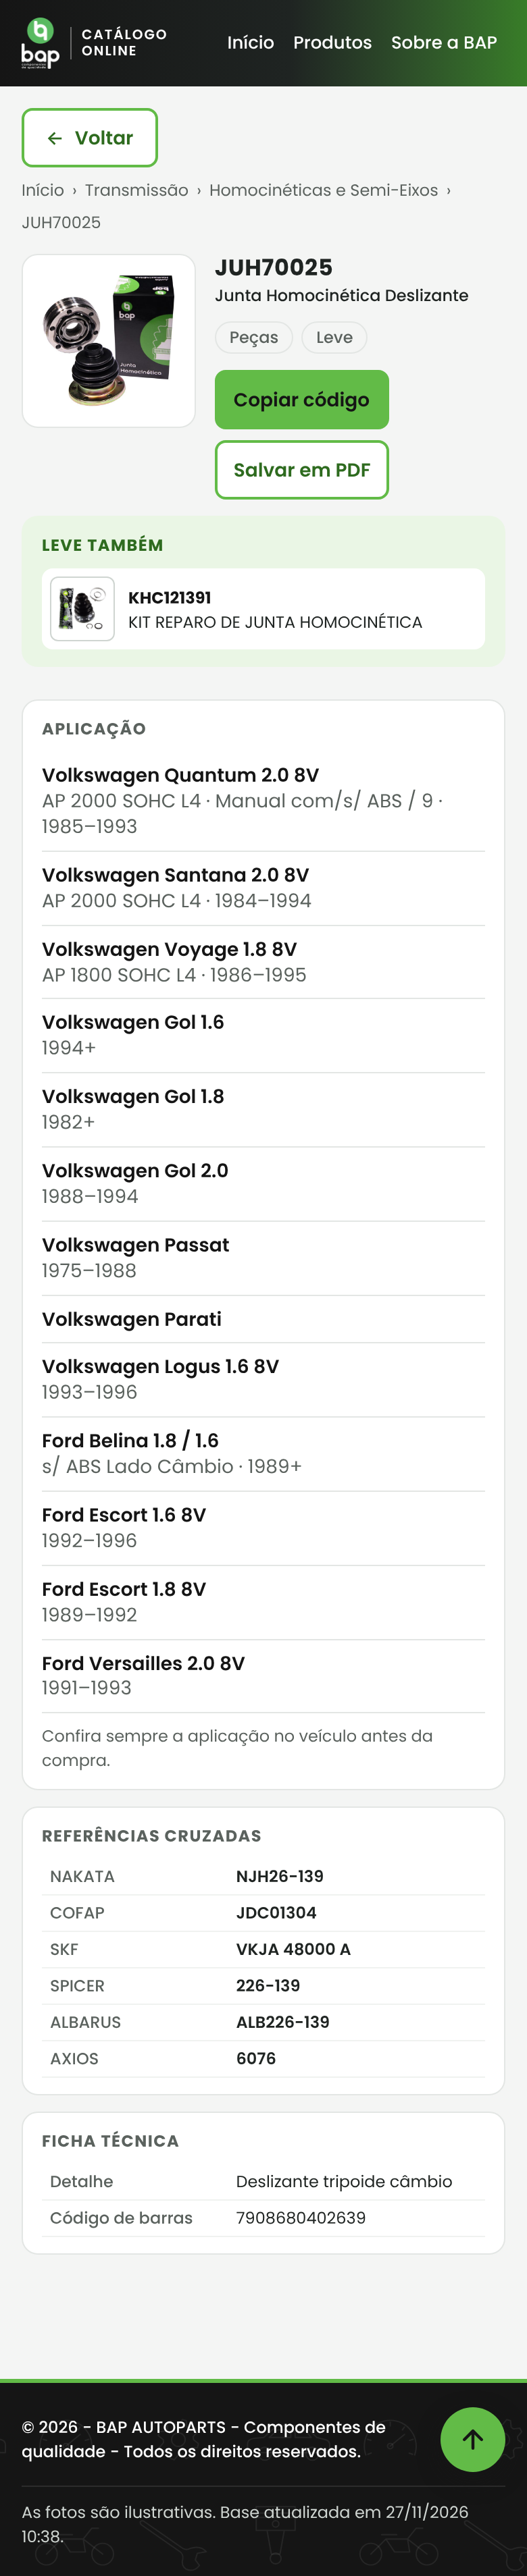 bap
CATÁLOGO
ONLINE
Início
Produtos
Sobre a BAP
← Voltar
Início › Transmissão › Homocinéticas e Semi-Eixos ›
JUH70025
bap
Junta
Homocinética
JUH70025
Junta Homocinética Deslizante
Peças
Leve
Copiar código
Salvar em PDF
LEVE TAMBÉM
KHC121391
KIT REPARO DE JUNTA HOMOCINÉTICA
APLICAÇÃO
Volkswagen Quantum 2.0 8V
AP 2000 SOHC L4 · Manual com/s/ ABS / 9 ·
1985–1993
Volkswagen Santana 2.0 8V
AP 2000 SOHC L4 · 1984–1994
Volkswagen Voyage 1.8 8V
AP 1800 SOHC L4 · 1986–1995
Volkswagen Gol 1.6
1994+
Volkswagen Gol 1.8
1982+
Volkswagen Gol 2.0
1988–1994
Volkswagen Passat
1975–1988
Volkswagen Parati
Volkswagen Logus 1.6 8V
1993–1996
Ford Belina 1.8 / 1.6
s/ ABS Lado Câmbio · 1989+
Ford Escort 1.6 8V
1992–1996
Ford Escort 1.8 8V
1989–1992
Ford Versailles 2.0 8V
1991–1993
Confira sempre a aplicação no veículo antes da
compra.
REFERÊNCIAS CRUZADAS
NAKATA NJH26-139
COFAP JDC01304
SKF VKJA 48000 A
SPICER 226-139
ALBARUS ALB226-139
AXIOS 6076
FICHA TÉCNICA
Detalhe Deslizante tripoide câmbio
Código de barras 7908680402639
© 2026 - BAP AUTOPARTS - Componentes de
qualidade - Todos os direitos reservados.
As fotos são ilustrativas. Base atualizada em 27/11/2026
10:38.